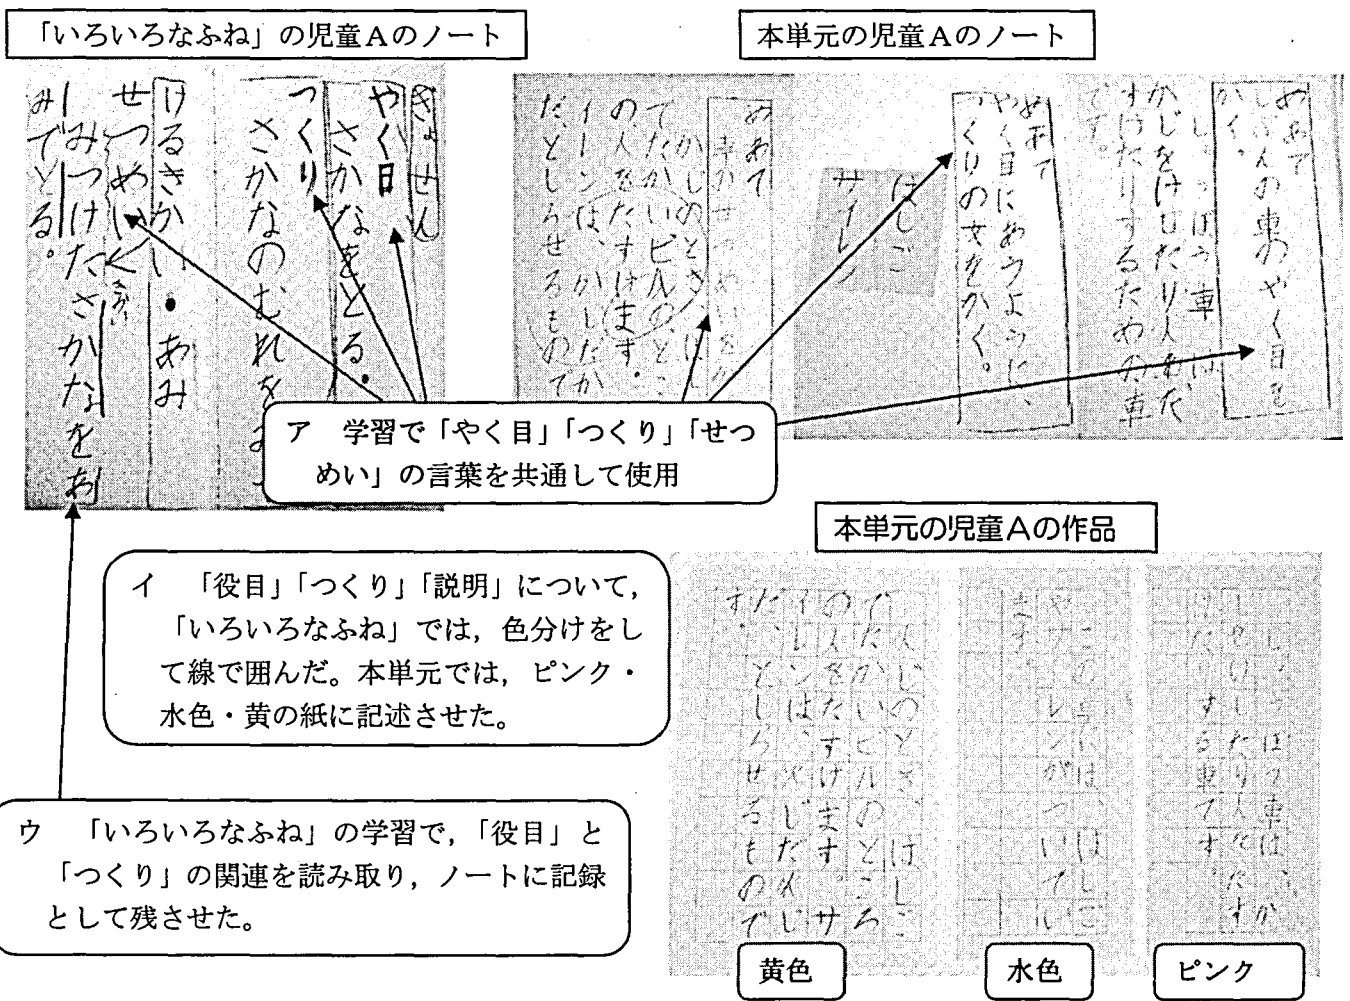 「いろいろなふね」の児童Aのノート
きょせん
やく目
さかなをとる。
つくり
さかなのむれを
けるきかい・あみ
せつめい
みつけたさかなをあ
みでとる。
本単元の児童Aのノート
めあて
じぶんの車のやく目を
かく。
しょうぼう車は、
かじをけしたり人をた
すけたりするための車
です。
めあて
やく目にあうように、
つくりの文をかく。
はしご
サイレン
めあて
車のせつめいをか
かじのとき、はし
てたかいビルのとこ
の人をたすけます。
イレンは、かじだか
だとしらせるもので
ア 学習で「やく目」「つくり」「せつ
めい」の言葉を共通して使用
イ 「役目」「つくり」「説明」について,
「いろいろなふね」では,色分けをし
て線で囲んだ。本単元では,ピンク・
水色・黄の紙に記述させた。
ウ 「いろいろなふね」の学習で,「役目」と
「つくり」の関連を読み取り,ノートに記録
として残させた。
本単元の児童Aの作品
しょうぼう車は、か
じをけしたり人をたす
けたりする車です。
ピンク
この車には、はしご
やサイレンがついてい
ます。
水色
かじのとき、はしご
でたかいビルのところ
の人をたすけます。サ
イレンは、火じだ火じ
だ、としらせるもので
す。
黄色